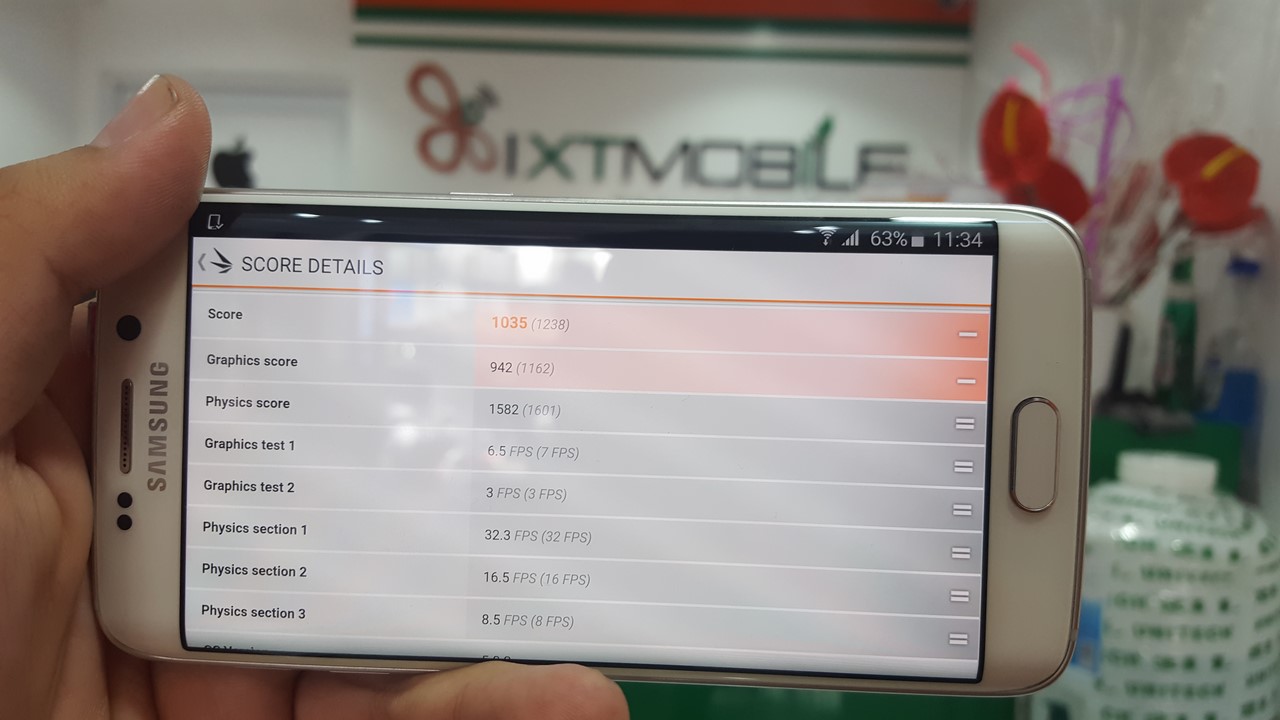 IXTMOBILE
63% 11:34
SCORE DETAILS
Score 1035 (1238)
Graphics score 942 (1162)
Physics score 1582 (1601)
Graphics test 1 6.5 FPS (7 FPS)
Graphics test 2 3 FPS (3 FPS)
Physics section 1 32.3 FPS (32 FPS)
Physics section 2 16.5 FPS (16 FPS)
Physics section 3 8.5 FPS (8 FPS)
SAMSUNG
UNITECH